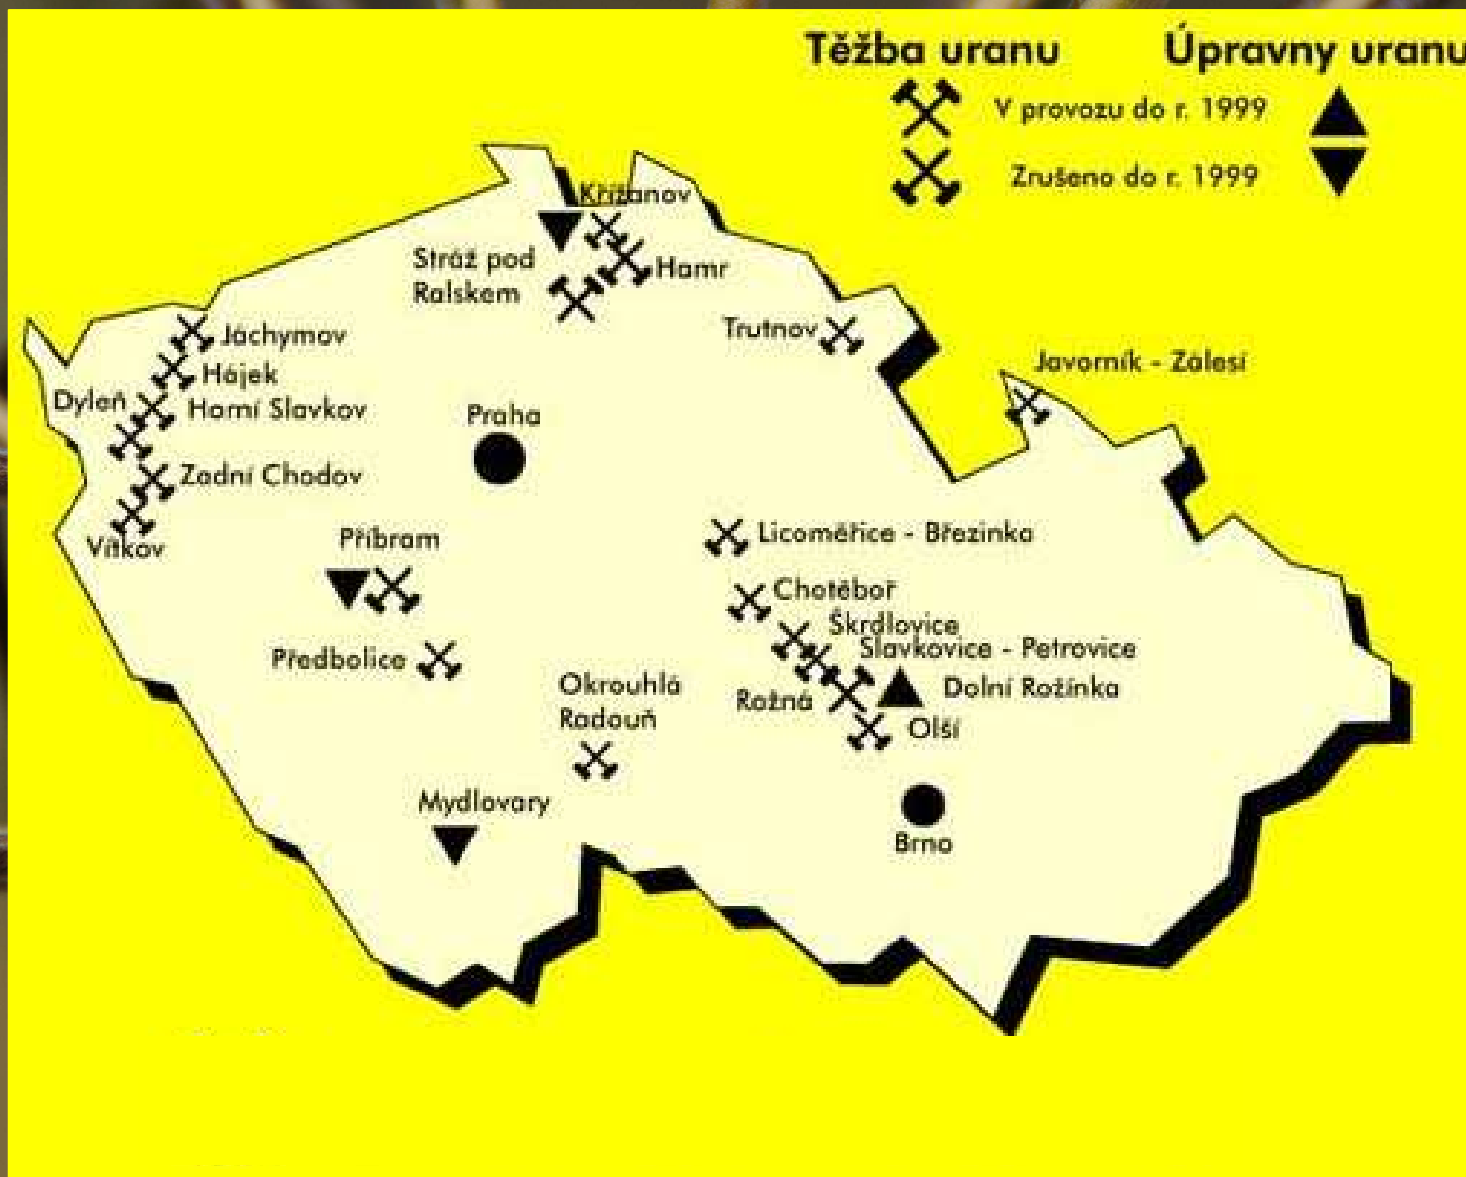 Těžba uranu Úpravny uranu
V provozu do r. 1999
Zrušeno do r. 1999
Křižanov
Stráž pod
Ralskem
Hamr
Trutnov
Jáchymov
Javorník - Zálesí
Hájek
Dyleň
Horní Slavkov
Praha
Zadní Chodov
Vítkov
Příbram
Licoměřice - Březinka
Chotěboř
Škrdlovice
Slavkovice - Petrovice
Předbolice
Okrouhlá
Radouň
Rožná
Dolní Rožínka
Olší
Mydlovary
Brno